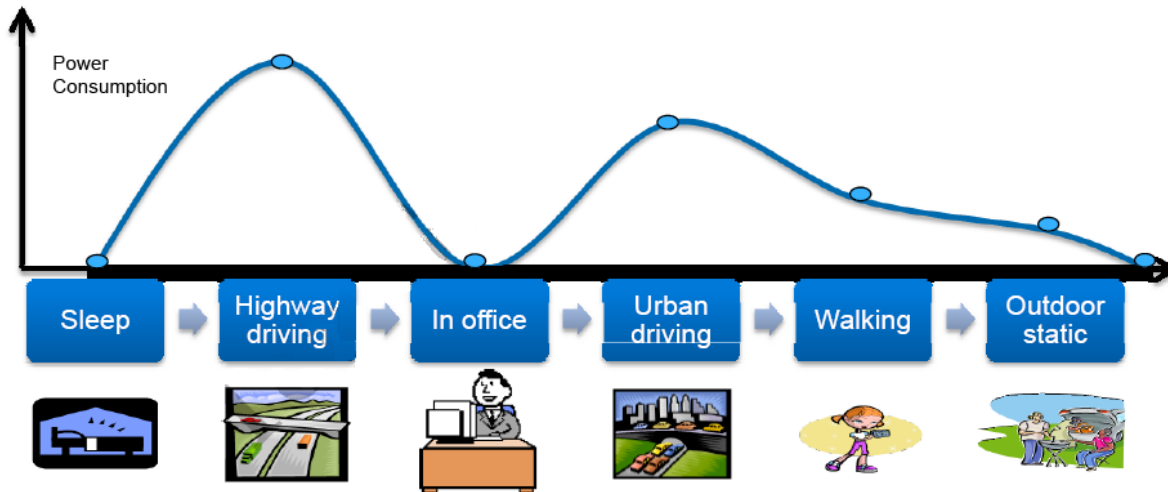 Power
Consumption
Sleep
Highway
driving
In office
Urban
driving
Walking
Outdoor
static